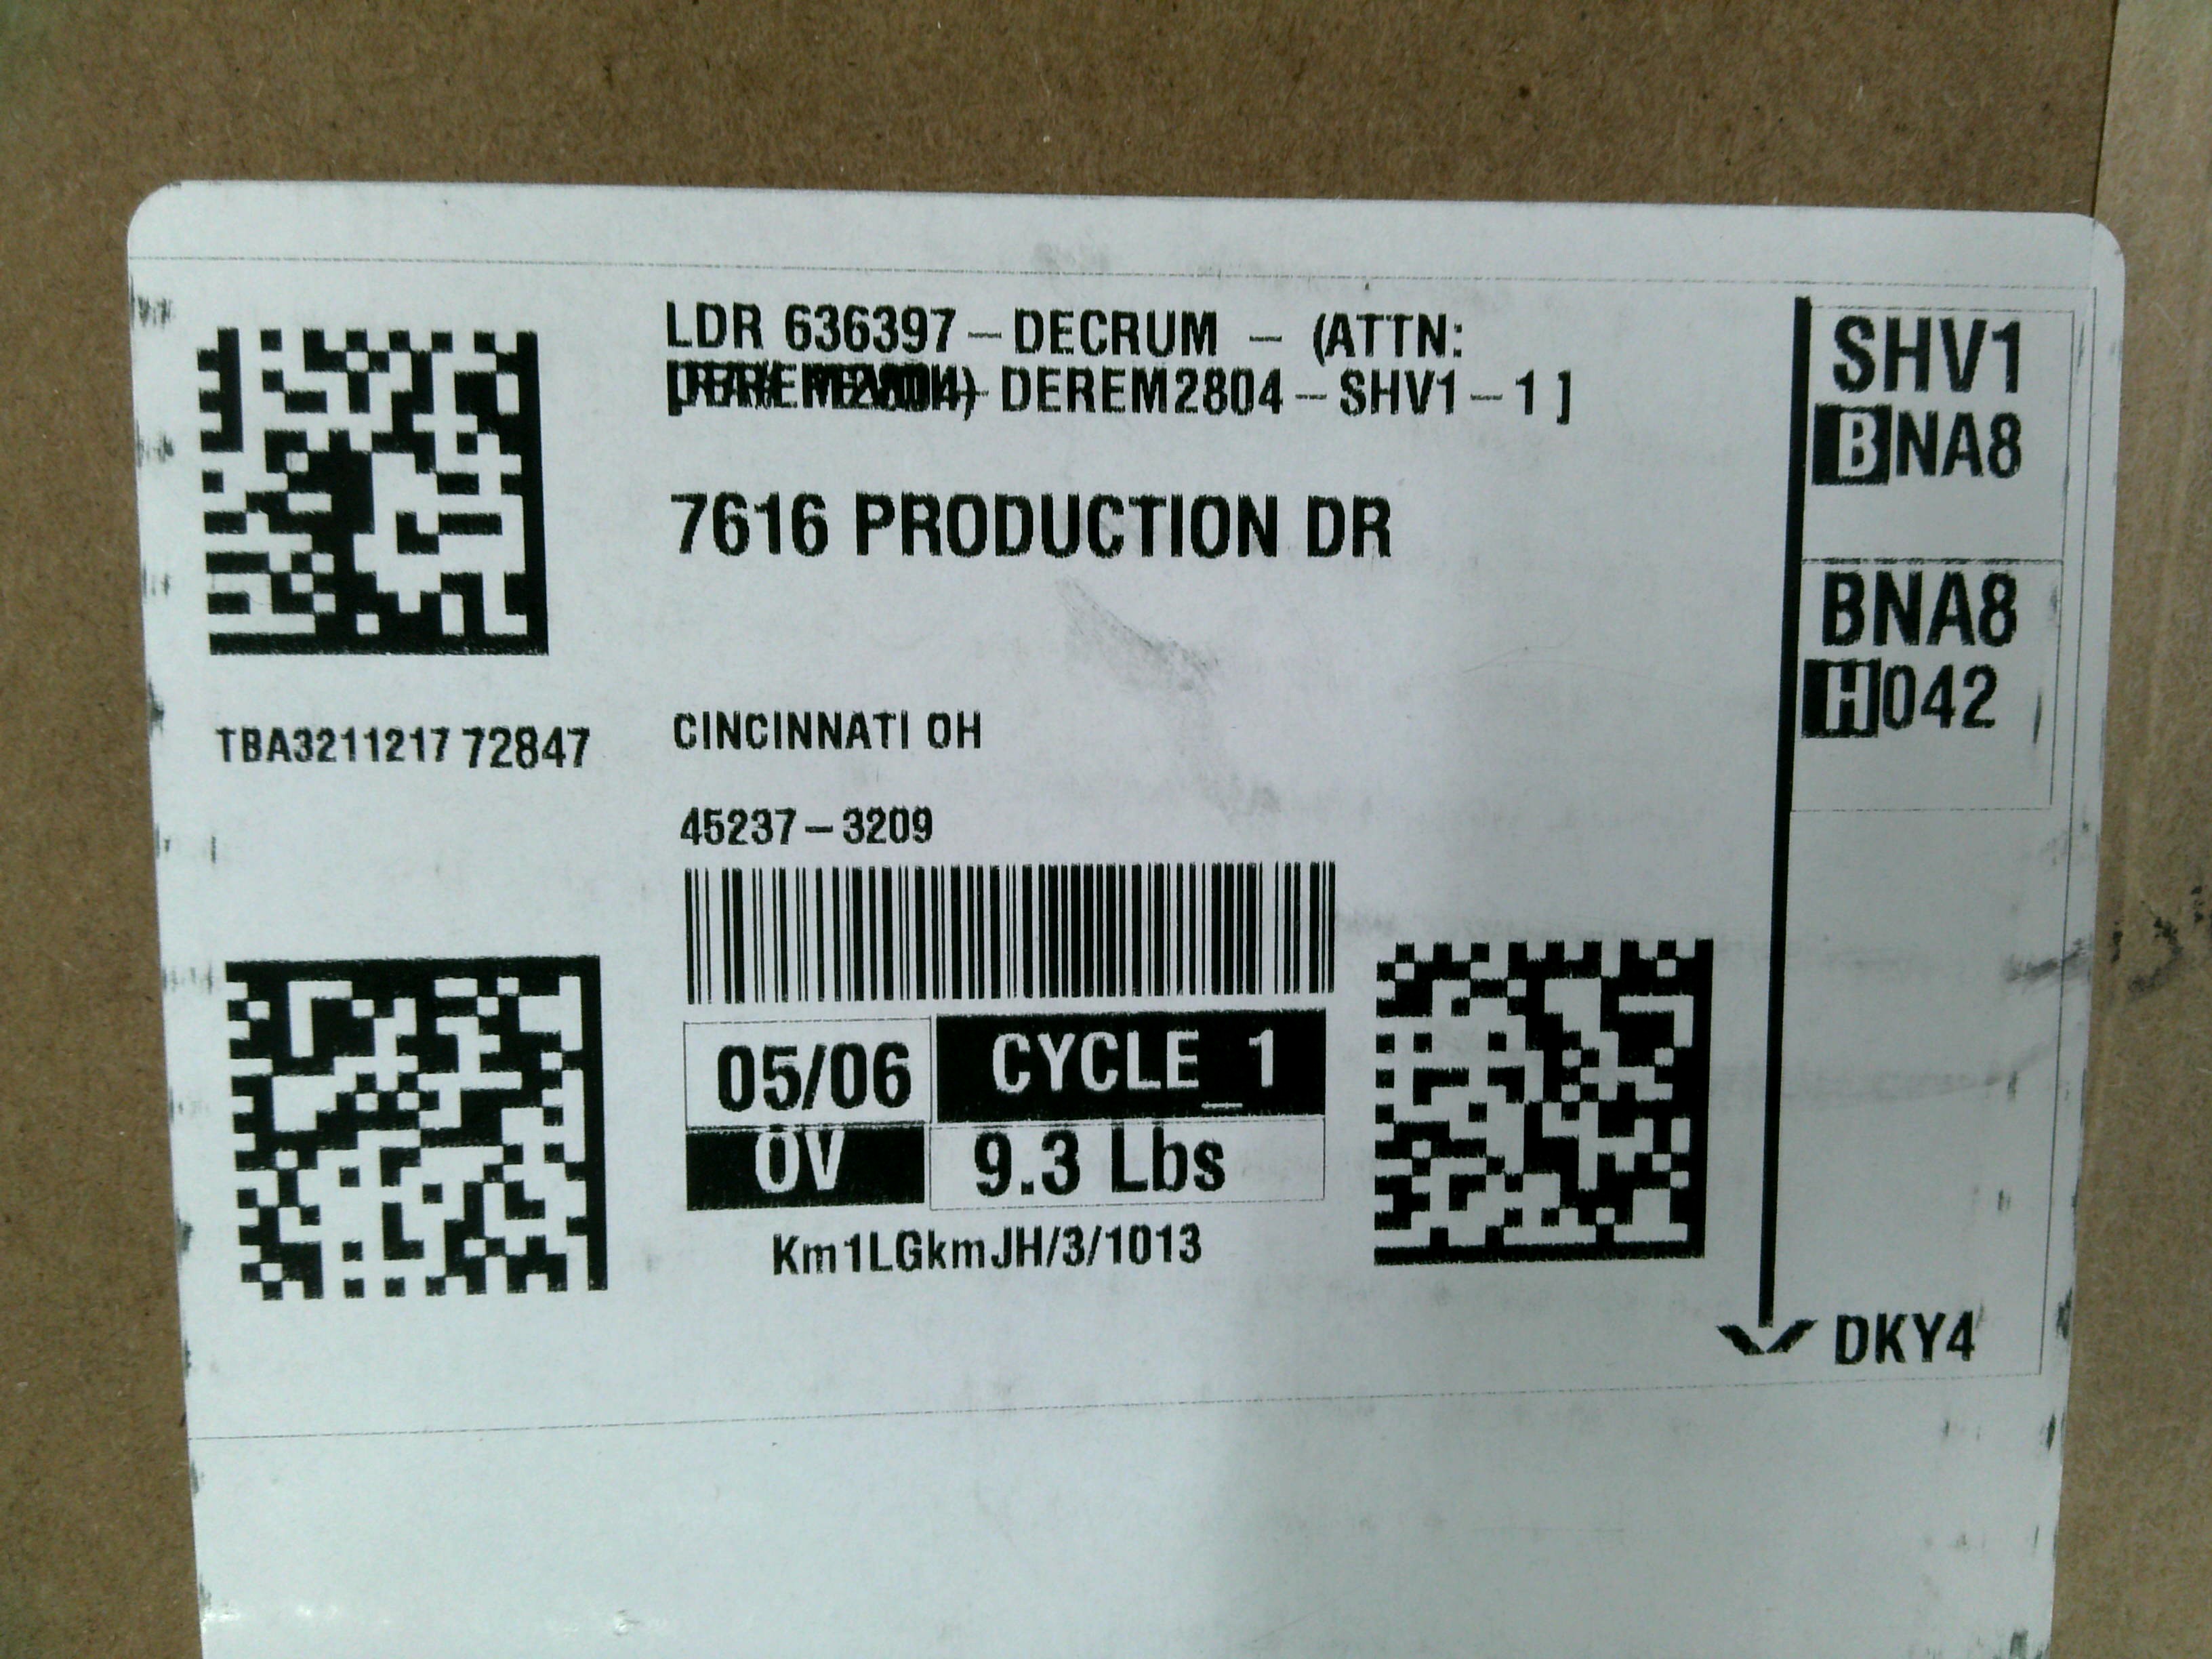 LDR 636397-DECRUM - (ATTN:
DEREM2804-SHV1-1]
7616 PRODUCTION DR
TBA321121772847
CINCINNATI OH
45237-3209
05/06
CYCLE_1
OV
9.3 Lbs
Km1LGkmJH/3/1013
SHV1
BNA8
BNA8
H042
DKY4